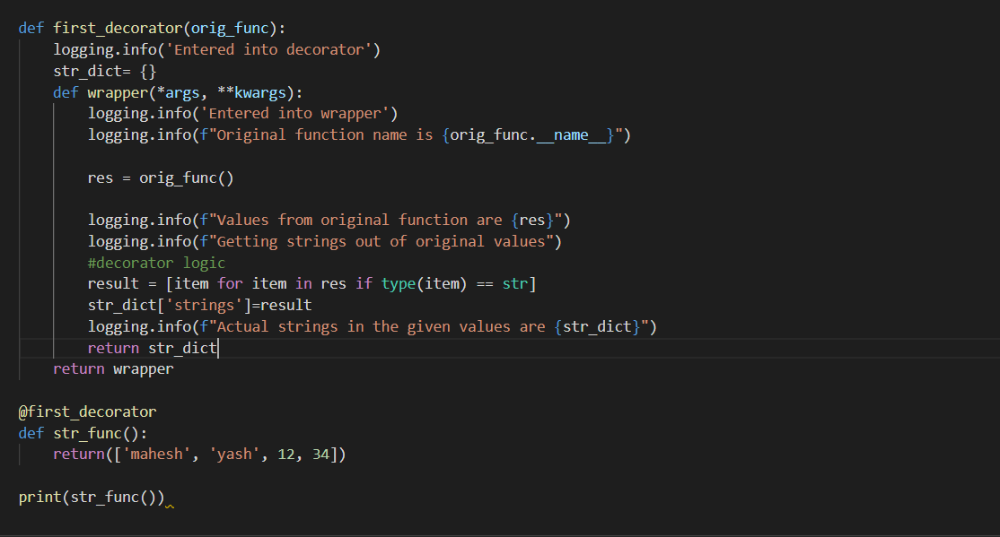 def first_decorator(orig_func):
    logging.info('Entered into decorator')
    str_dict= {}
    def wrapper(*args, **kwargs):
        logging.info('Entered into wrapper')
        logging.info(f"Original function name is {orig_func.__name__}")
        res = orig_func()
        logging.info(f"Values from original function are {res}")
        logging.info(f"Getting strings out of original values")
        #decorator logic
        result = [item for item in res if type(item) == str]
        str_dict['strings']=result
        logging.info(f"Actual strings in the given values are {str_dict}")
        return str_dict
    return wrapper
@first_decorator
def str_func():
    return(['mahesh', 'yash', 12, 34])
print(str_func())